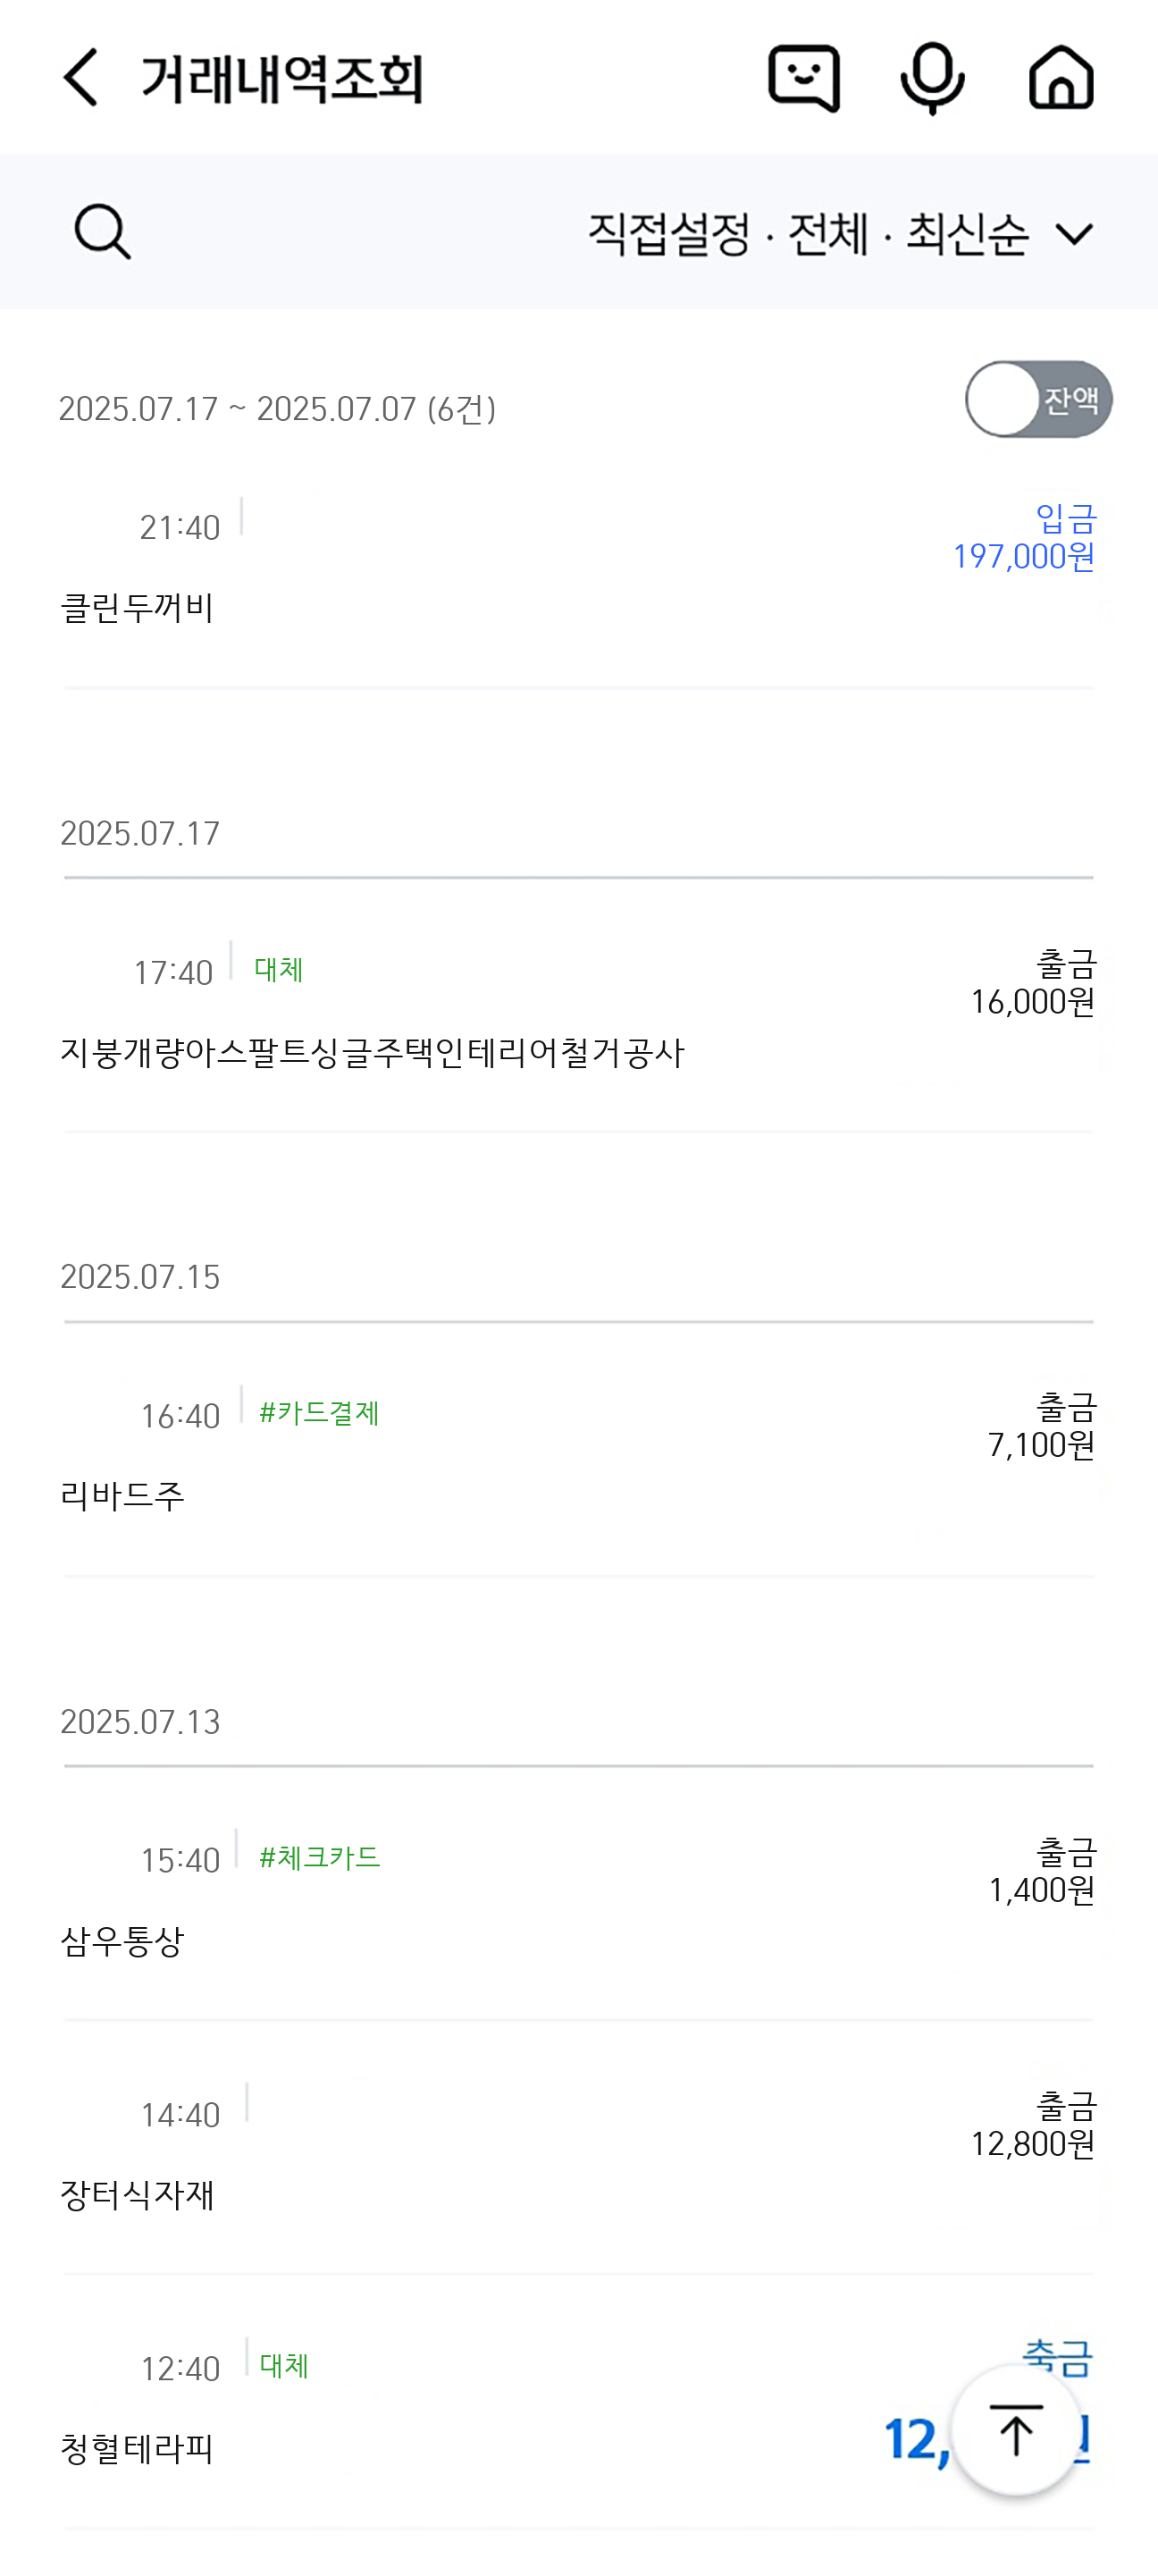 거래내역조회
직접설정 · 전체 · 최신순
2025.07.17 ~ 2025.07.07 (6건)
잔액
21:40
입금
197,000원
클린두꺼비
2025.07.17
17:40 대체
출금
16,000원
지붕개량아스팔트싱글주택인테리어철거공사
2025.07.15
16:40 #카드결제
출금
7,100원
리바드주
2025.07.13
15:40 #체크카드
출금
1,400원
삼우통상
14:40
출금
12,800원
장터식자재
12:40 대체
출금
12,
청혈테라피